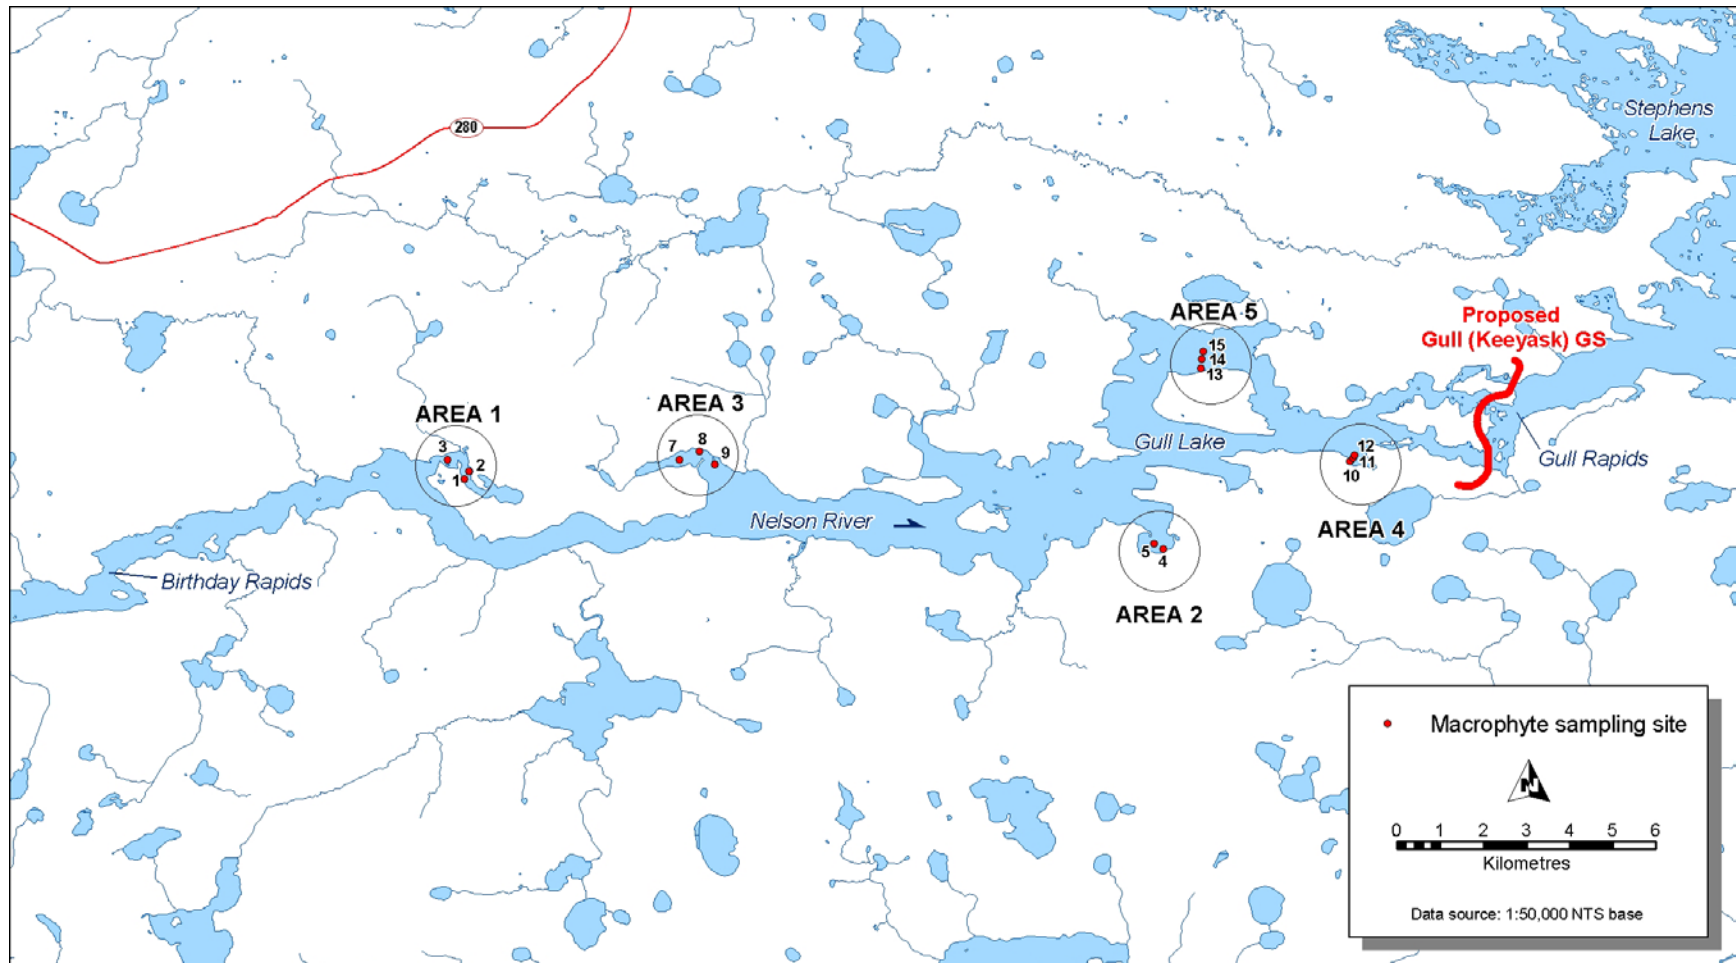 280
Stephens
Lake
AREA 5
15
14
13
Proposed
Gull (Keeyask) GS
AREA 1
3
2
1
AREA 3
7
8
9
Gull Lake
12
11
10
Gull Rapids
AREA 4
Nelson River
5
4
AREA 2
Birthday Rapids
Macrophyte sampling site
N
0 1 2 3 4 5 6
Kilometres
Data source: 1:50,000 NTS base